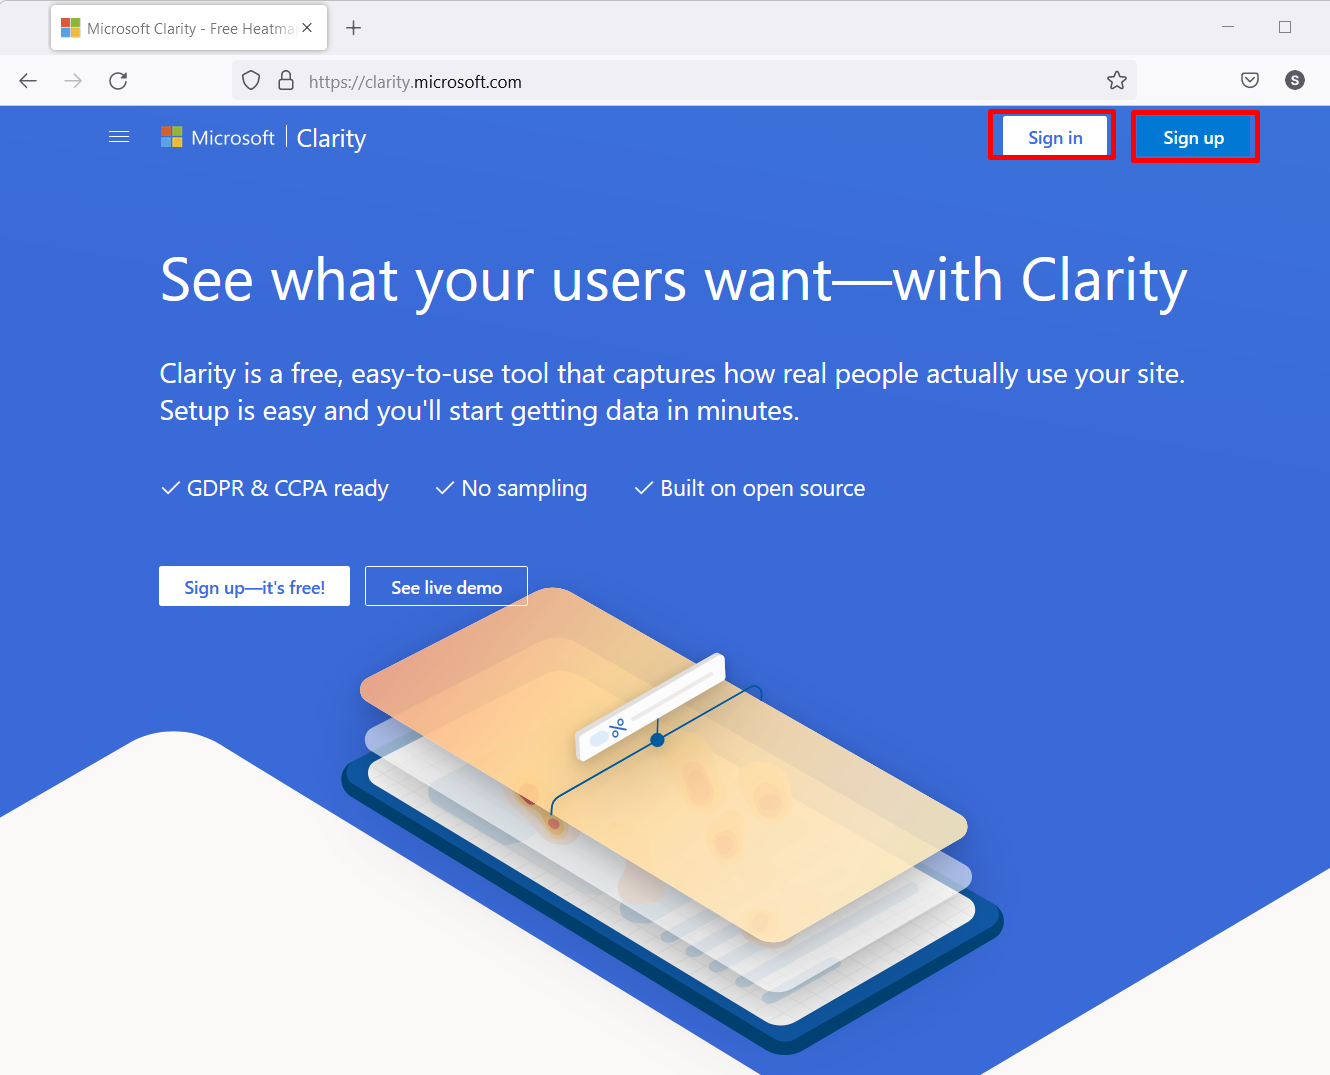 Microsoft Clarity - Free Heatma
https://clarity.microsoft.com
S
Microsoft | Clarity
Sign in
Sign up
See what your users want—with Clarity
Clarity is a free, easy-to-use tool that captures how real people actually use your site.
Setup is easy and you'll start getting data in minutes.
GDPR & CCPA ready
No sampling
Built on open source
Sign up—it's free!
See live demo
%